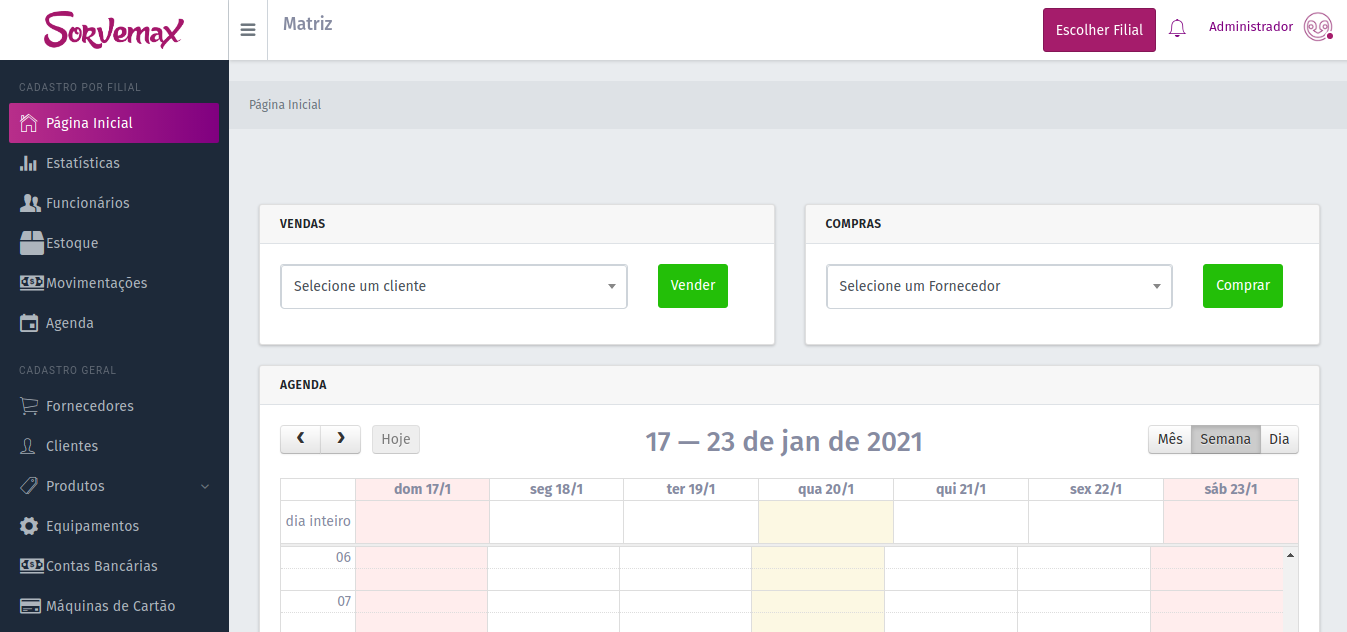 Sorvemax
Matriz
Escolher Filial
Administrador
CADASTRO POR FILIAL
Página Inicial
Estatísticas
Funcionários
Estoque
Movimentações
Agenda
CADASTRO GERAL
Fornecedores
Clientes
Produtos
Equipamentos
Contas Bancárias
Máquinas de Cartão
Página Inicial
VENDAS
Selecione um cliente
Vender
COMPRAS
Selecione um Fornecedor
Comprar
AGENDA
Hoje
17 — 23 de jan de 2021
Mês Semana Dia
dom 17/1 seg 18/1 ter 19/1 qua 20/1 qui 21/1 sex 22/1 sáb 23/1
dia inteiro
06
07